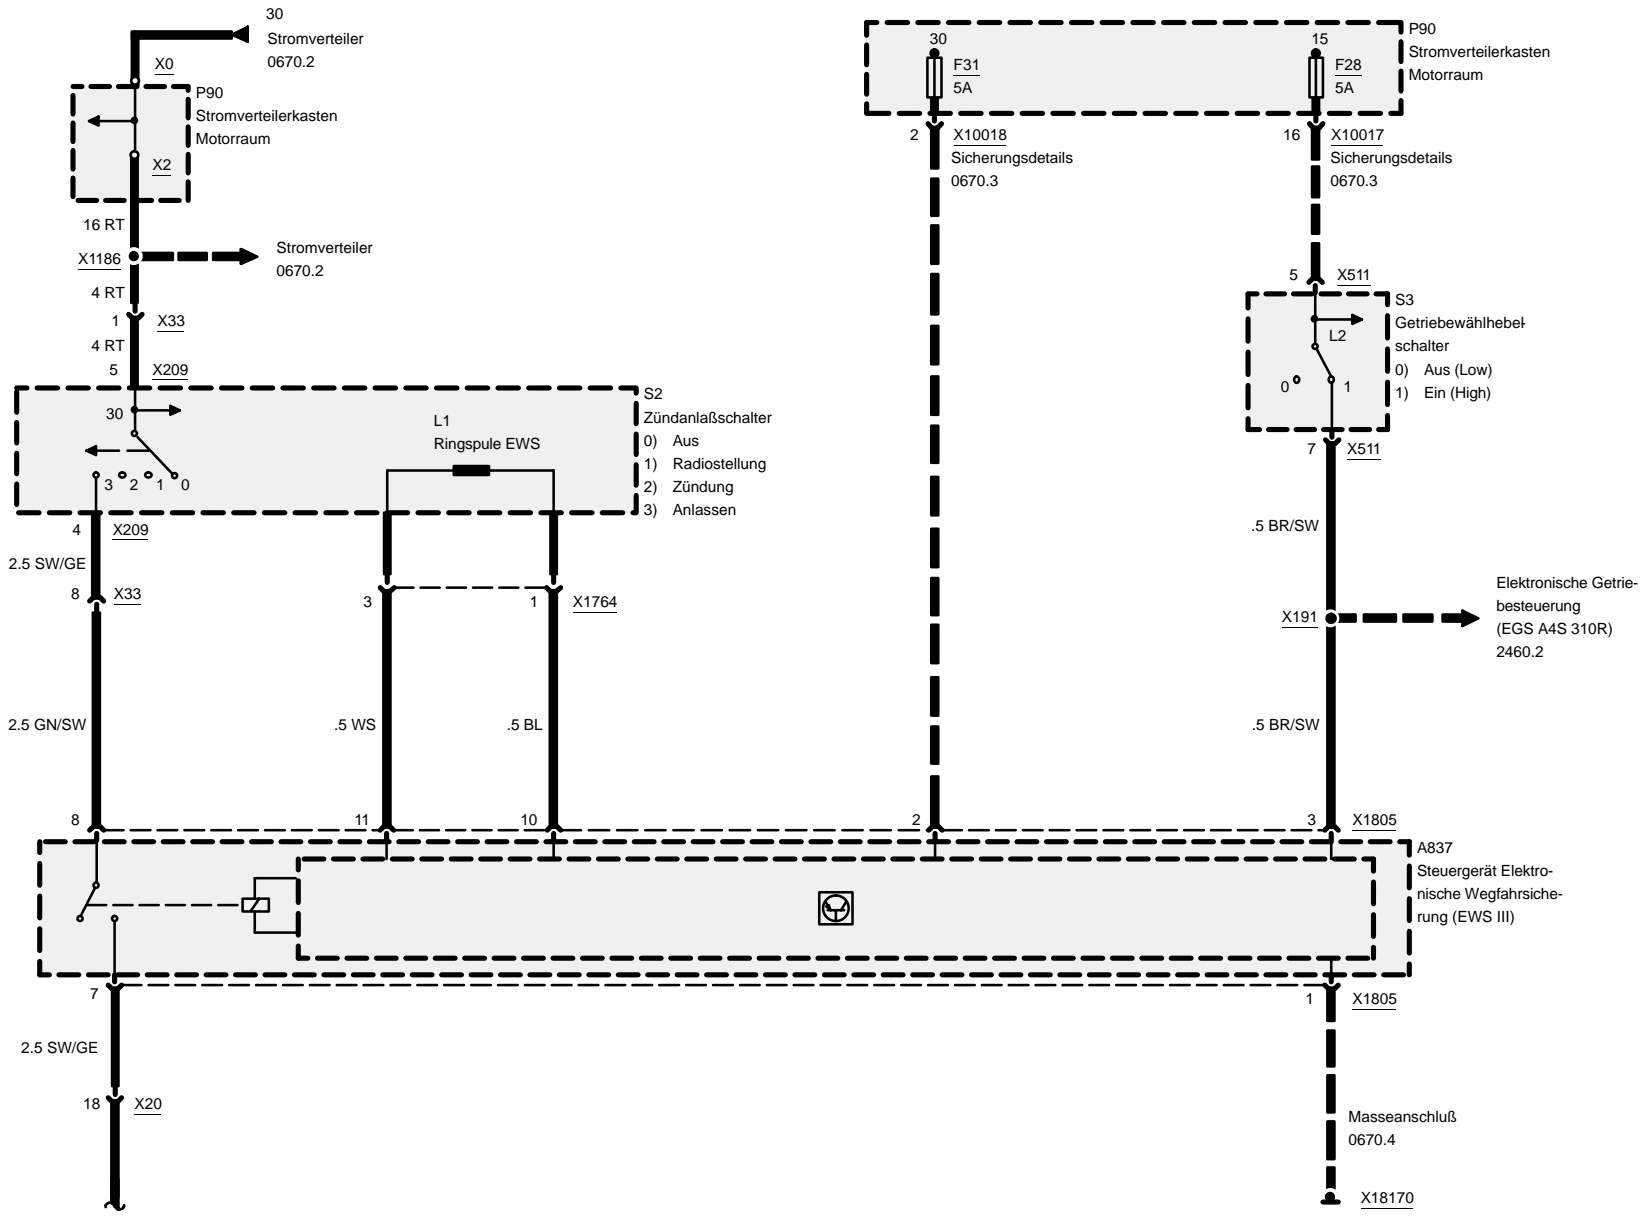 30
Stromverteiler
0670.2
X0
P90
Stromverteilerkasten
Motorraum
X2
16 RT
X1186
Stromverteiler
0670.2
4 RT
1
X33
4 RT
5
X209
30
3
2
1
0
L1
Ringspule EWS
S2
Zündanlaßschalter
0) Aus
1) Radiostellung
2) Zündung
3) Anlassen
4
X209
2.5 SW/GE
8
X33
3
1
X1764
2.5 GN/SW
.5 WS
.5 BL
30
F31
5A
15
F28
5A
P90
Stromverteilerkasten
Motorraum
2
X10018
Sicherungsdetails
0670.3
16
X10017
Sicherungsdetails
0670.3
5
X511
L2
0
1
S3
Getriebewählhebel-
schalter
0) Aus (Low)
1) Ein (High)
7
X511
.5 BR/SW
X191
Elektronische Getrie-
besteuerung
(EGS A4S 310R)
2460.2
.5 BR/SW
8
11
10
2
3
X1805
A837
Steuergerät Elektro-
nische Wegfahrsiche-
rung (EWS III)
7
1
X1805
2.5 SW/GE
18
X20
Masseanschluß
0670.4
X18170